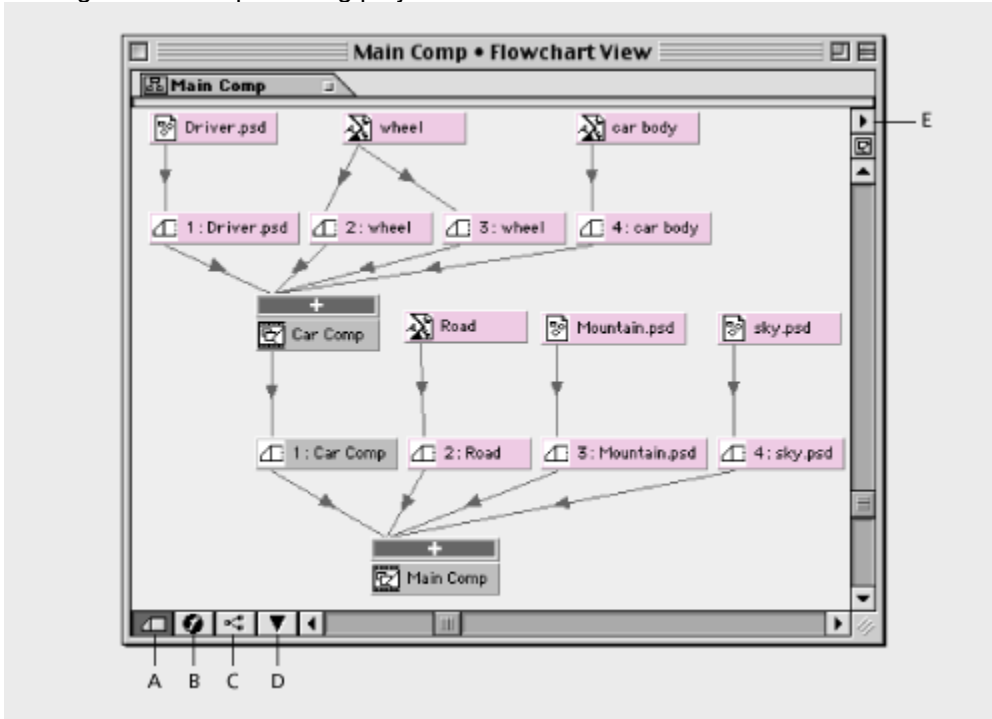 Main Comp • Flowchart View
Main Comp
Driver.psd
wheel
car body
E
1: Driver.psd
2: wheel
3: wheel
4: car body
+
Car Comp
Road
Mountain.psd
sky.psd
1: Car Comp
2: Road
3: Mountain.psd
4: sky.psd
+
Main Comp
A B C D